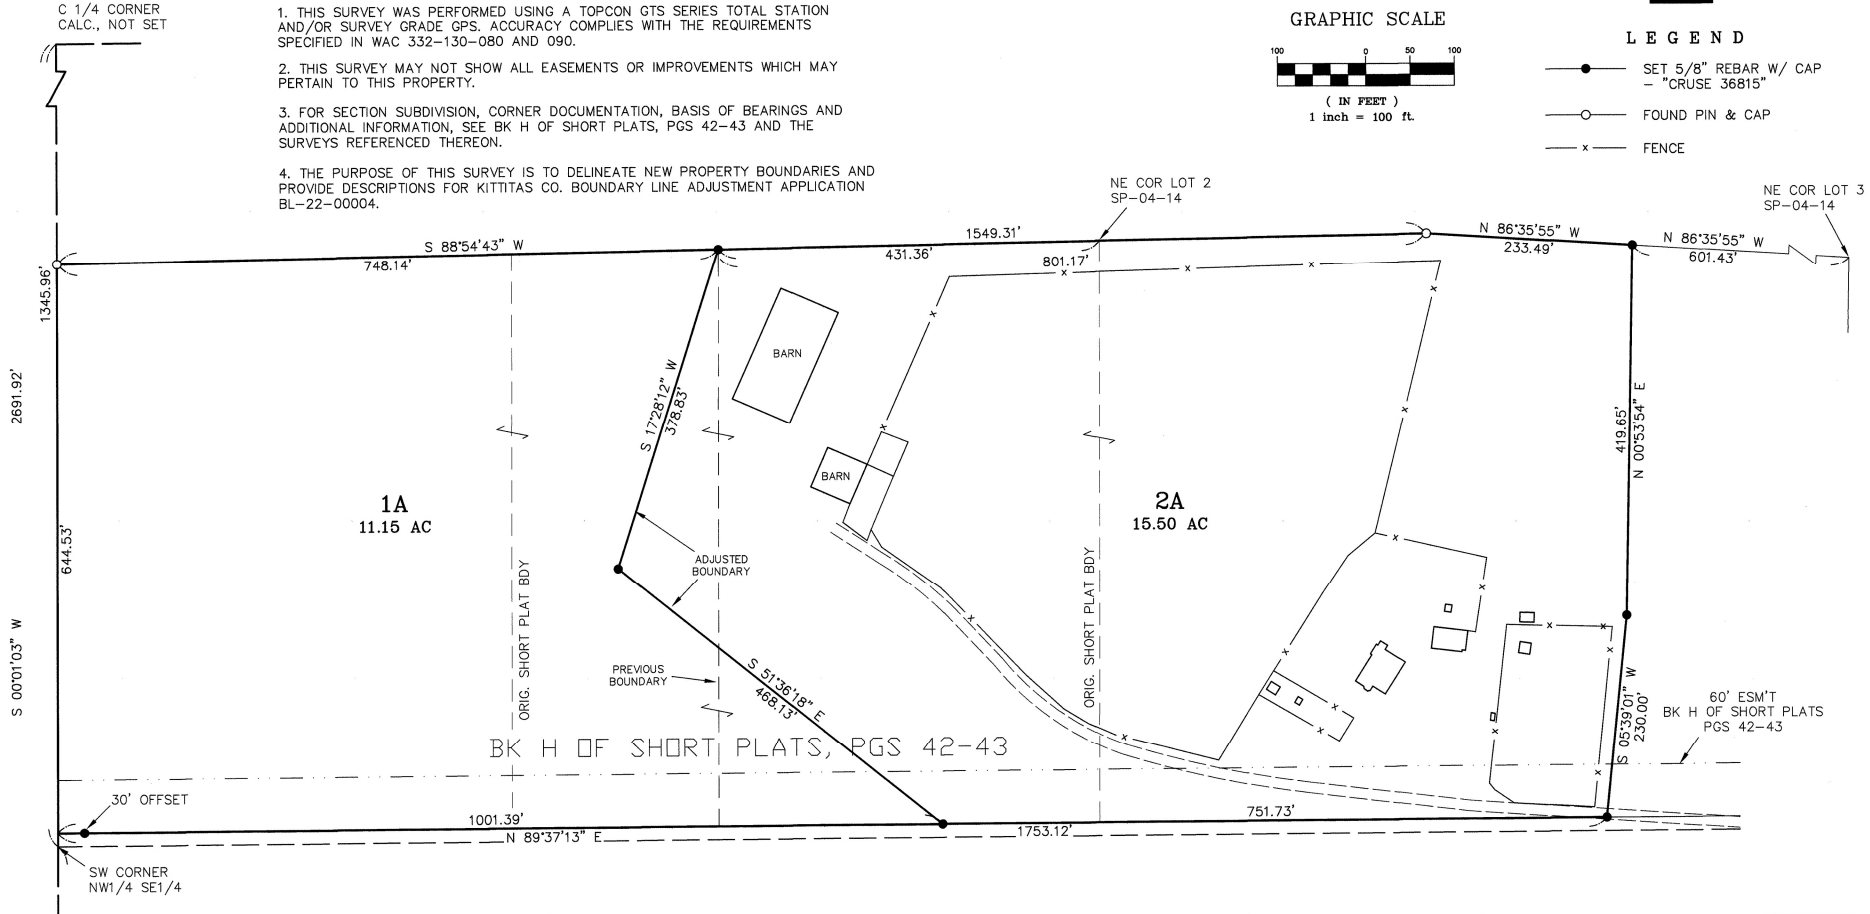 C 1/4 CORNER
CALC., NOT SET
1. THIS SURVEY WAS PERFORMED USING A TOPCON GTS SERIES TOTAL STATION
AND/OR SURVEY GRADE GPS. ACCURACY COMPLIES WITH THE REQUIREMENTS
SPECIFIED IN WAC 332-130-080 AND 090.
2. THIS SURVEY MAY NOT SHOW ALL EASEMENTS OR IMPROVEMENTS WHICH MAY
PERTAIN TO THIS PROPERTY.
3. FOR SECTION SUBDIVISION, CORNER DOCUMENTATION, BASIS OF BEARINGS AND
ADDITIONAL INFORMATION, SEE BK H OF SHORT PLATS, PGS 42-43 AND THE
SURVEYS REFERENCED THEREON.
4. THE PURPOSE OF THIS SURVEY IS TO DELINEATE NEW PROPERTY BOUNDARIES AND
PROVIDE DESCRIPTIONS FOR KITTITAS CO. BOUNDARY LINE ADJUSTMENT APPLICATION
BL-22-00004.
GRAPHIC SCALE
100 0 50 100
( IN FEET )
1 inch = 100 ft.
LEGEND
SET 5/8" REBAR W/ CAP
- "CRUSE 36815"
FOUND PIN & CAP
x FENCE
NE COR LOT 2
SP-04-14
NE COR LOT 3
SP-04-14
S 88°54'43" W
748.14'
1549.31'
431.36'
801.17'
N 86°35'55" W
233.49'
N 86°35'55" W
601.43'
1345.96'
2691.92'
644.53'
S 00°01'03" W
S 17°28'12" W
378.83'
BARN
BARN
419.65'
N 00°53'54" E
1A
11.15 AC
2A
15.50 AC
ORIG. SHORT PLAT BDY
ADJUSTED
BOUNDARY
ORIG. SHORT PLAT BDY
PREVIOUS
BOUNDARY
S 51°36'18" E
468.13'
S 05°39'01" W
230.00'
60' ESM'T
BK H OF SHORT PLATS
PGS 42-43
BK H OF SHORT PLATS, PGS 42-43
30' OFFSET
1001.39'
N 89°37'13" E
1753.12'
751.73'
SW CORNER
NW1/4 SE1/4